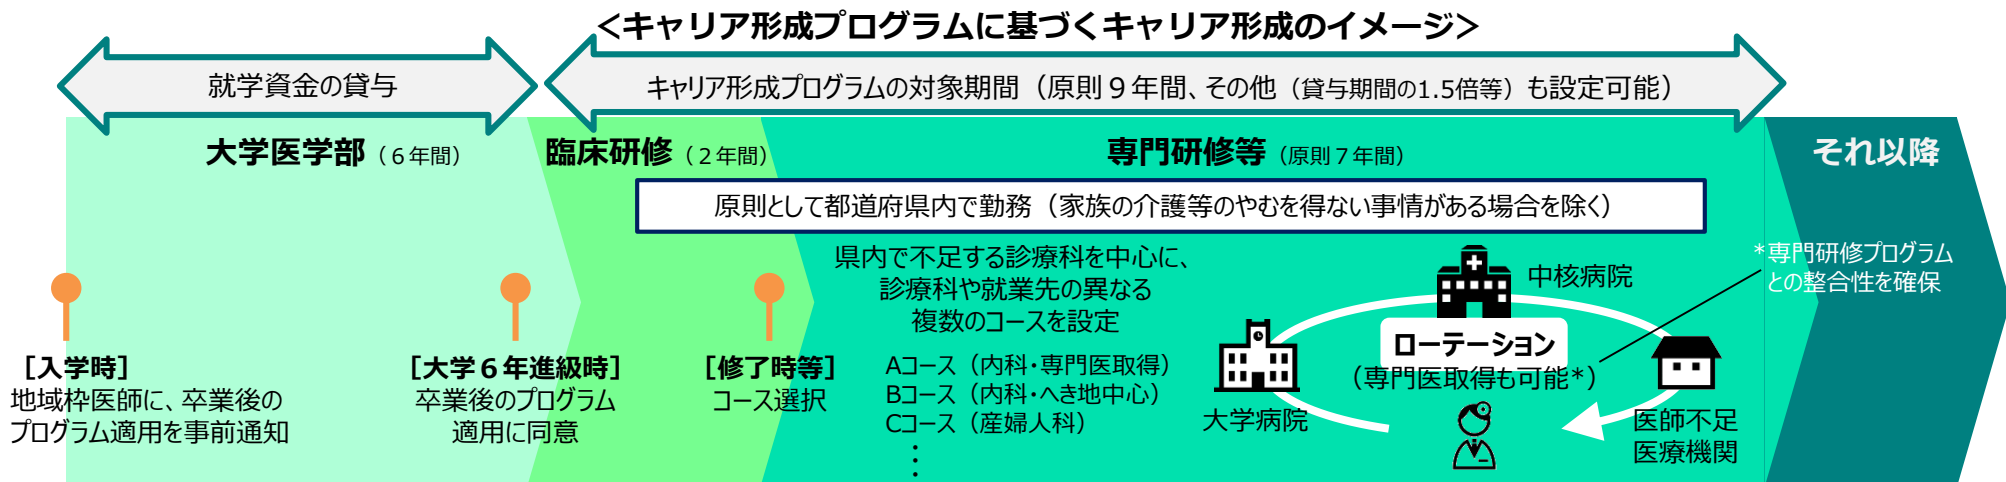 ＜キャリア形成プログラムに基づくキャリア形成のイメージ＞
就学資金の貸与
キャリア形成プログラムの対象期間（原則９年間、その他（貸与期間の1.5倍等）も設定可能）
大学医学部（６年間）
臨床研修（２年間）
専門研修等（原則７年間）
それ以降
原則として都道府県内で勤務（家族の介護等のやむを得ない事情がある場合を除く）
［入学時］
地域枠医師に、卒業後の
プログラム適用を事前通知
［大学６年進級時］
卒業後のプログラム
適用に同意
［修了時等］
コース選択
県内で不足する診療科を中心に、
診療科や就業先の異なる
複数のコースを設定
Aコース（内科・専門医取得）
Bコース（内科・へき地中心）
Cコース（産婦人科）
・
・
・
中核病院
ローテーション
（専門医取得も可能*）
大学病院
医師不足
医療機関
*専門研修プログラム
との整合性を確保